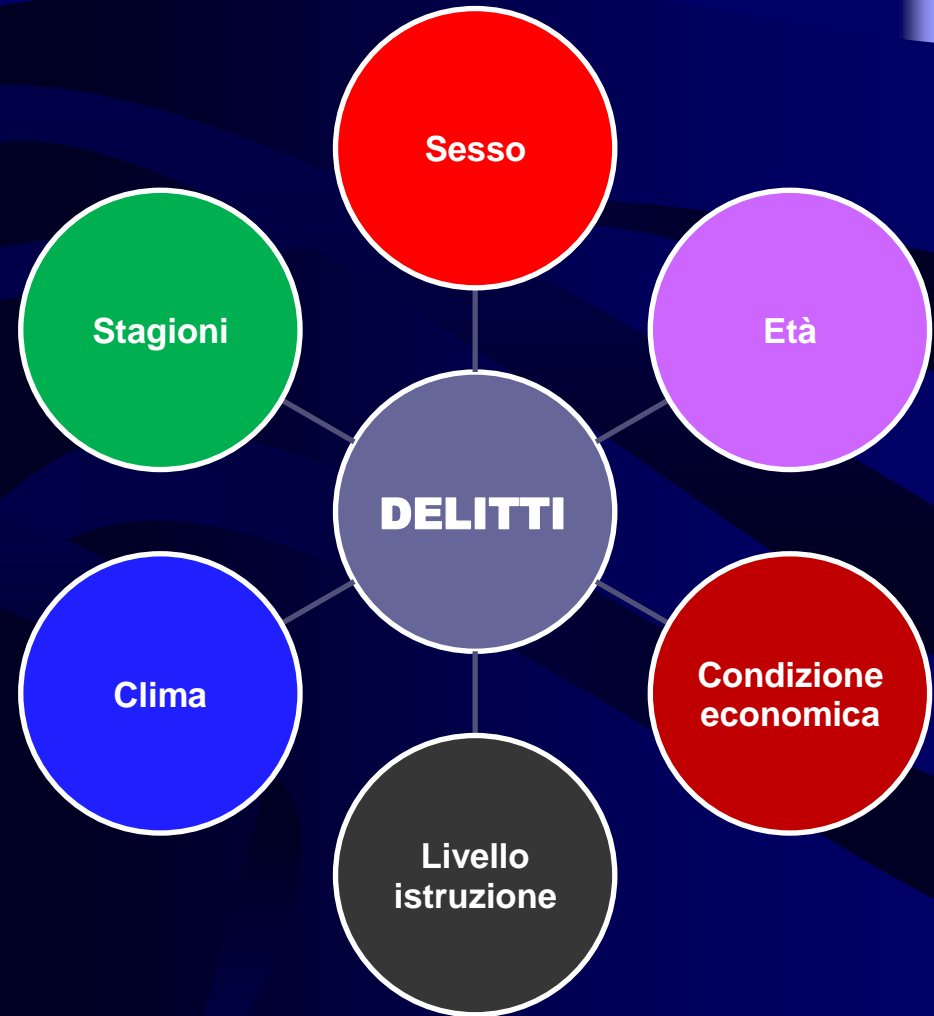 Sesso
Stagioni
Età
DELITTI
Clima
Condizione
economica
Livello
istruzione